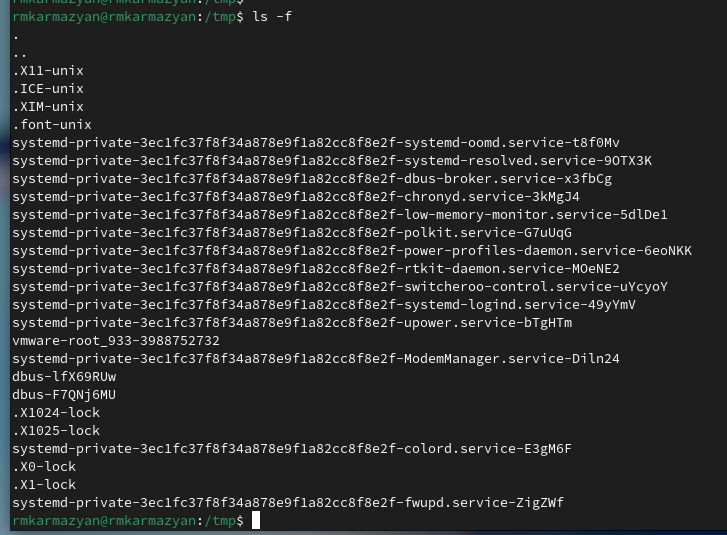 rmkarmazyan@rmkarmazyan:/tmp$
rmkarmazyan@rmkarmazyan:/tmp$ ls -f
.
..
.X11-unix
.ICE-unix
.XIM-unix
.font-unix
systemd-private-3ec1fc37f8f34a878e9f1a82cc8f8e2f-systemd-oomd.service-t8f0Mv
systemd-private-3ec1fc37f8f34a878e9f1a82cc8f8e2f-systemd-resolved.service-9OTX3K
systemd-private-3ec1fc37f8f34a878e9f1a82cc8f8e2f-dbus-broker.service-x3fbCg
systemd-private-3ec1fc37f8f34a878e9f1a82cc8f8e2f-chronyd.service-3kMgJ4
systemd-private-3ec1fc37f8f34a878e9f1a82cc8f8e2f-low-memory-monitor.service-5dlDe1
systemd-private-3ec1fc37f8f34a878e9f1a82cc8f8e2f-polkit.service-G7uUqG
systemd-private-3ec1fc37f8f34a878e9f1a82cc8f8e2f-power-profiles-daemon.service-6eoNKK
systemd-private-3ec1fc37f8f34a878e9f1a82cc8f8e2f-rtkit-daemon.service-MOeNE2
systemd-private-3ec1fc37f8f34a878e9f1a82cc8f8e2f-switcheroo-control.service-uYcyoY
systemd-private-3ec1fc37f8f34a878e9f1a82cc8f8e2f-systemd-logind.service-49yYmV
systemd-private-3ec1fc37f8f34a878e9f1a82cc8f8e2f-upower.service-bTgHTm
vmware-root_933-3988752732
systemd-private-3ec1fc37f8f34a878e9f1a82cc8f8e2f-ModemManager.service-Diln24
dbus-lfX69RUw
dbus-F7QNj6MU
.X1024-lock
.X1025-lock
systemd-private-3ec1fc37f8f34a878e9f1a82cc8f8e2f-colord.service-E3gM6F
.X0-lock
.X1-lock
systemd-private-3ec1fc37f8f34a878e9f1a82cc8f8e2f-fwupd.service-ZigZWf
rmkarmazyan@rmkarmazyan:/tmp$